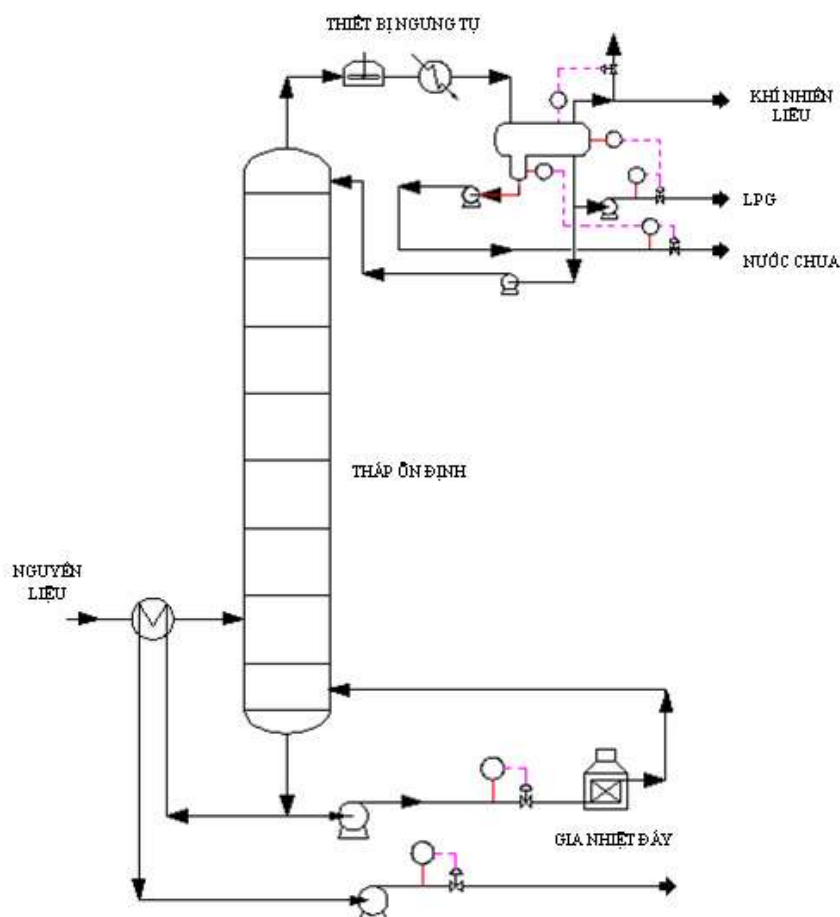 THIẾT BỊ NGƯNG TỤ
KHÍ NHIÊN
LIỆU
LPG
NƯỚC CHUA
THÁP ỔN ĐỊNH
NGUYÊN
LIỆU
GIA NHIỆT ĐÁY